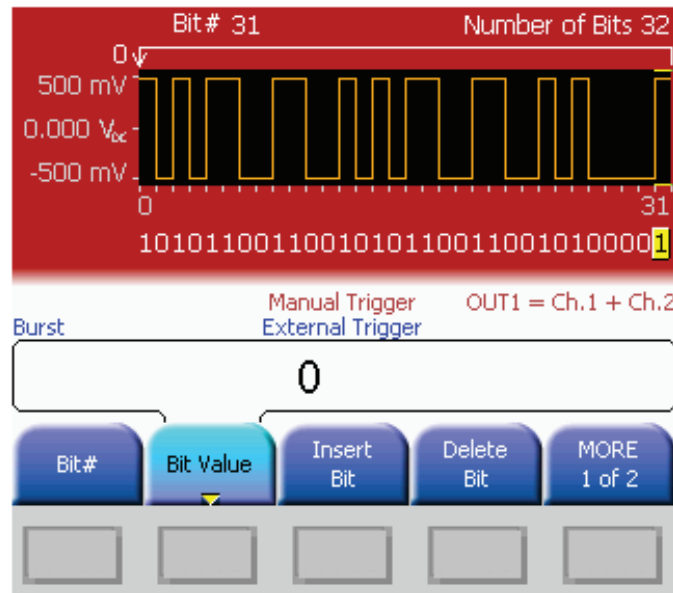 Bit# 31 Number of Bits 32
0
500 mV
0.000 Vdc
-500 mV
0 31
10101100110010101100110010100001
Manual Trigger OUT1 = Ch.1 + Ch.2
Burst External Trigger
0
Bit# Bit Value Insert Bit Delete Bit MORE 1 of 2